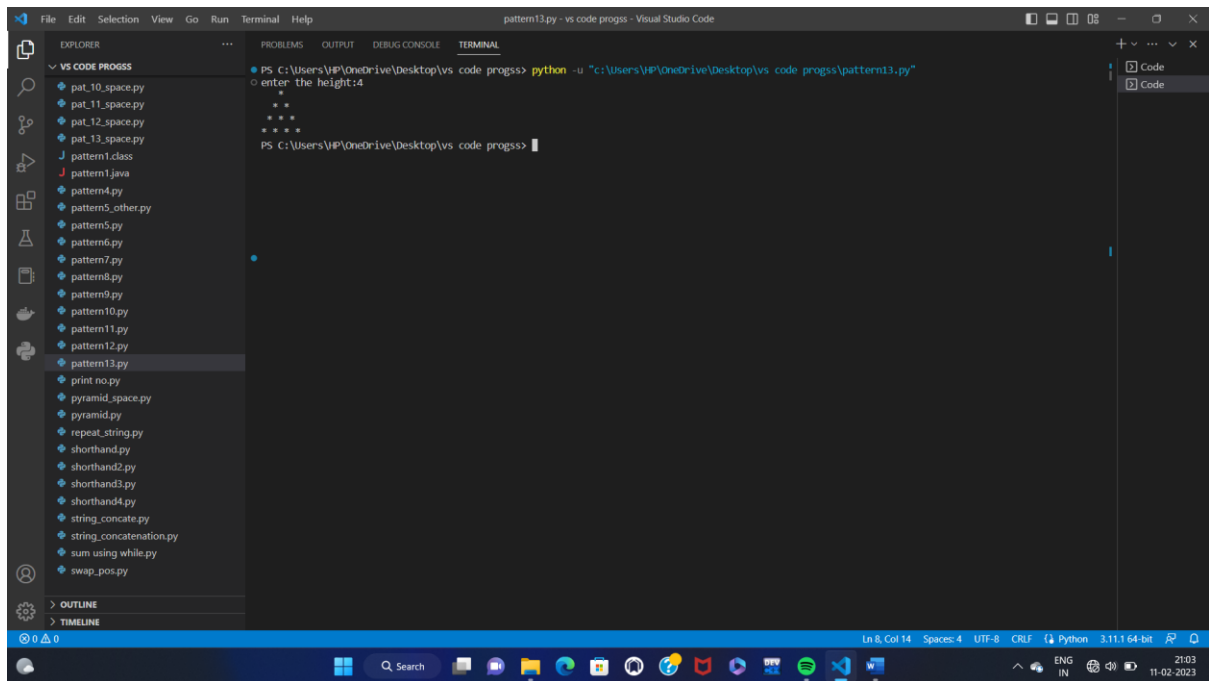 File Edit Selection View Go Run Terminal Help
pattern13.py - vs code progss - Visual Studio Code
EXPLORER
VS CODE PROGSS
pat_10_space.py
pat_11_space.py
pat_12_space.py
pat_13_space.py
J pattern1.class
J pattern1.java
pattern4.py
pattern5_other.py
pattern5.py
pattern6.py
pattern7.py
pattern8.py
pattern9.py
pattern10.py
pattern11.py
pattern12.py
pattern13.py
print no.py
pyramid_space.py
pyramid.py
repeat_string.py
shorthand.py
shorthand2.py
shorthand3.py
shorthand4.py
string_concate.py
string_concatenation.py
sum using while.py
swap_pos.py
OUTLINE
TIMELINE
PROBLEMS OUTPUT DEBUG CONSOLE TERMINAL
PS C:\Users\HP\OneDrive\Desktop\vs code progss> python -u "c:\Users\HP\OneDrive\Desktop\vs code progss\pattern13.py"
enter the height:4
   *
  * *
 * * *
* * * *
PS C:\Users\HP\OneDrive\Desktop\vs code progss>
Code
Code
0 0
Ln 8, Col 14 Spaces: 4 UTF-8 CRLF Python 3.11.1 64-bit
Search
ENG
IN
21:03
11-02-2023